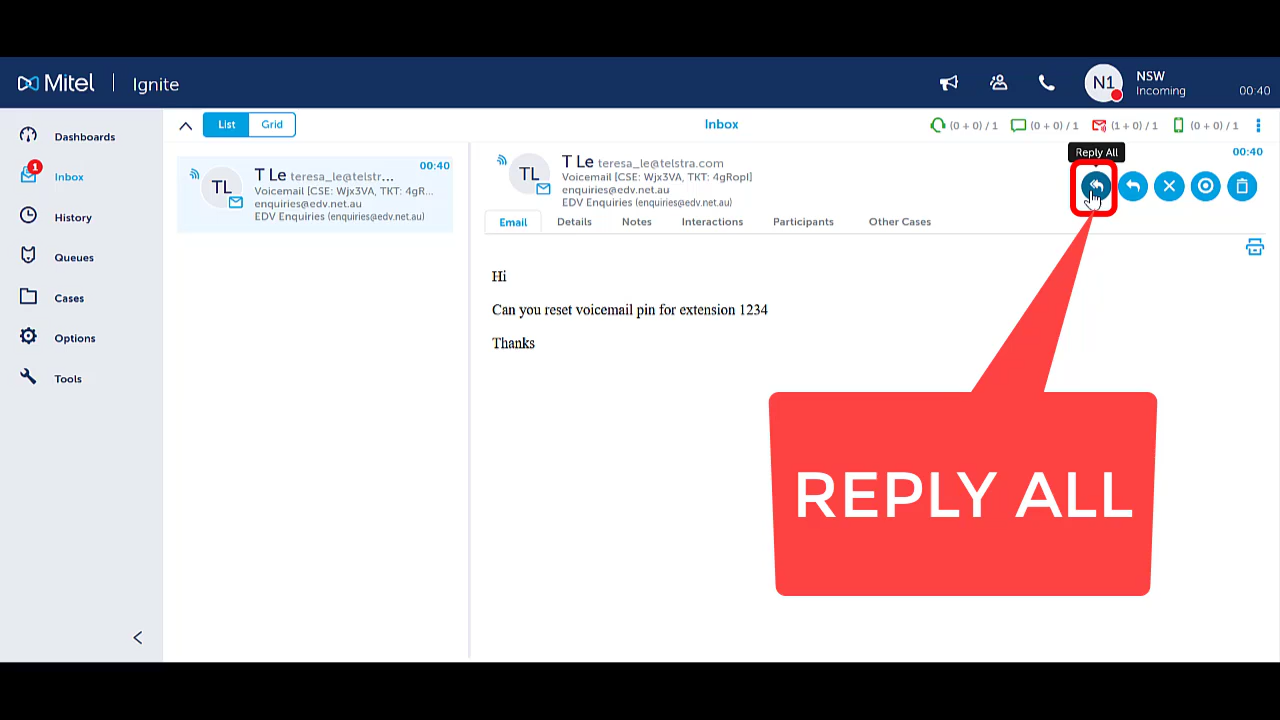 Mitel | Ignite
N1
NSW
Incoming
00:40
Dashboards
1
Inbox
History
Queues
Cases
Options
Tools
List
Grid
Inbox
(0 + 0) / 1
(0 + 0) / 1
(1 + 0) / 1
(0 + 0) / 1
TL
T Le teresa_le@telstr...
00:40
Voicemail [CSE: Wjx3VA, TKT: 4gR...
enquiries@edv.net.au
EDV Enquiries (enquiries@edv.net.au)
TL
T Le teresa_le@telstra.com
Voicemail [CSE: Wjx3VA, TKT: 4gRopl]
enquiries@edv.net.au
EDV Enquiries (enquiries@edv.net.au)
Reply All
00:40
Email
Details
Notes
Interactions
Participants
Other Cases
Hi
Can you reset voicemail pin for extension 1234
Thanks
REPLY ALL